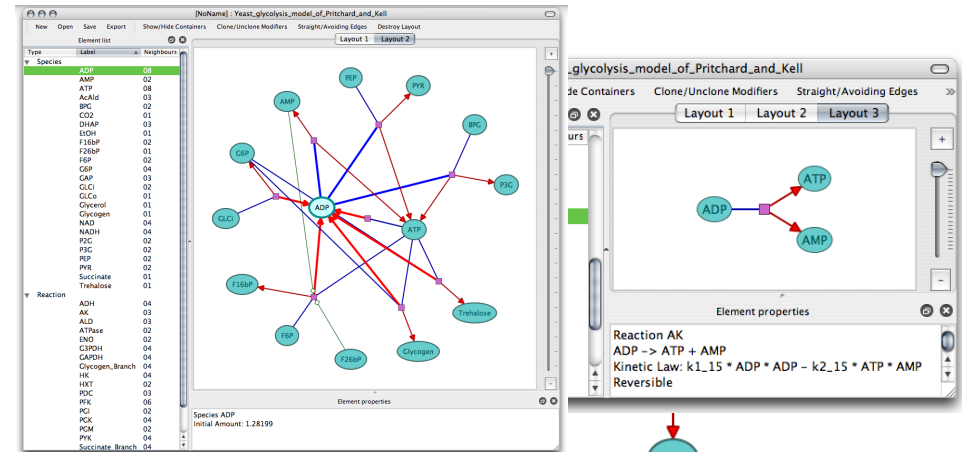 [NoName] : Yeast_glycolysis_model_of_Pritchard_and_Kell
New Open Save Export Show/Hide Containers Clone/Unclone Modifiers Straight/Avoiding Edges Destroy Layout
Element list
Layout 1 Layout 2
Type Label Neighbours
Species
ADP 08
AMP 02
ATP 08
AcAld 03
BPG 02
CO2 01
DHAP 03
EtOH 01
F16bP 02
F26bP 01
F6P 02
G6P 04
GAP 03
GLCi 02
GLCo 01
Glycerol 01
Glycogen 01
NAD 04
NADH 04
P2G 02
P3G 02
PEP 02
PYR 02
Succinate 01
Trehalose 01
Reaction
ADH 04
AK 03
ALD 03
ATPase 02
ENO 02
G3PDH 04
GAPDH 04
Glycogen_Branch 04
HK 04
HXT 02
PDC 03
PFK 06
PGI 02
PGK 04
PGM 02
PYK 04
Succinate_Branch 04
PEP
PYR
AMP
BPG
G6P
P3G
ADP
GLCi
ATP
F16bP
Trehalose
F6P
F26bP
Glycogen
+
-
Element properties
Species ADP
Initial Amount: 1.28199
_glycolysis_model_of_Pritchard_and_Kell
de Containers Clone/Unclone Modifiers Straight/Avoiding Edges »
Layout 1 Layout 2 Layout 3
urs
+
ATP
ADP
AMP
-
Element properties
Reaction AK
ADP -> ATP + AMP
Kinetic Law: k1_15 * ADP * ADP - k2_15 * ATP * AMP
Reversible